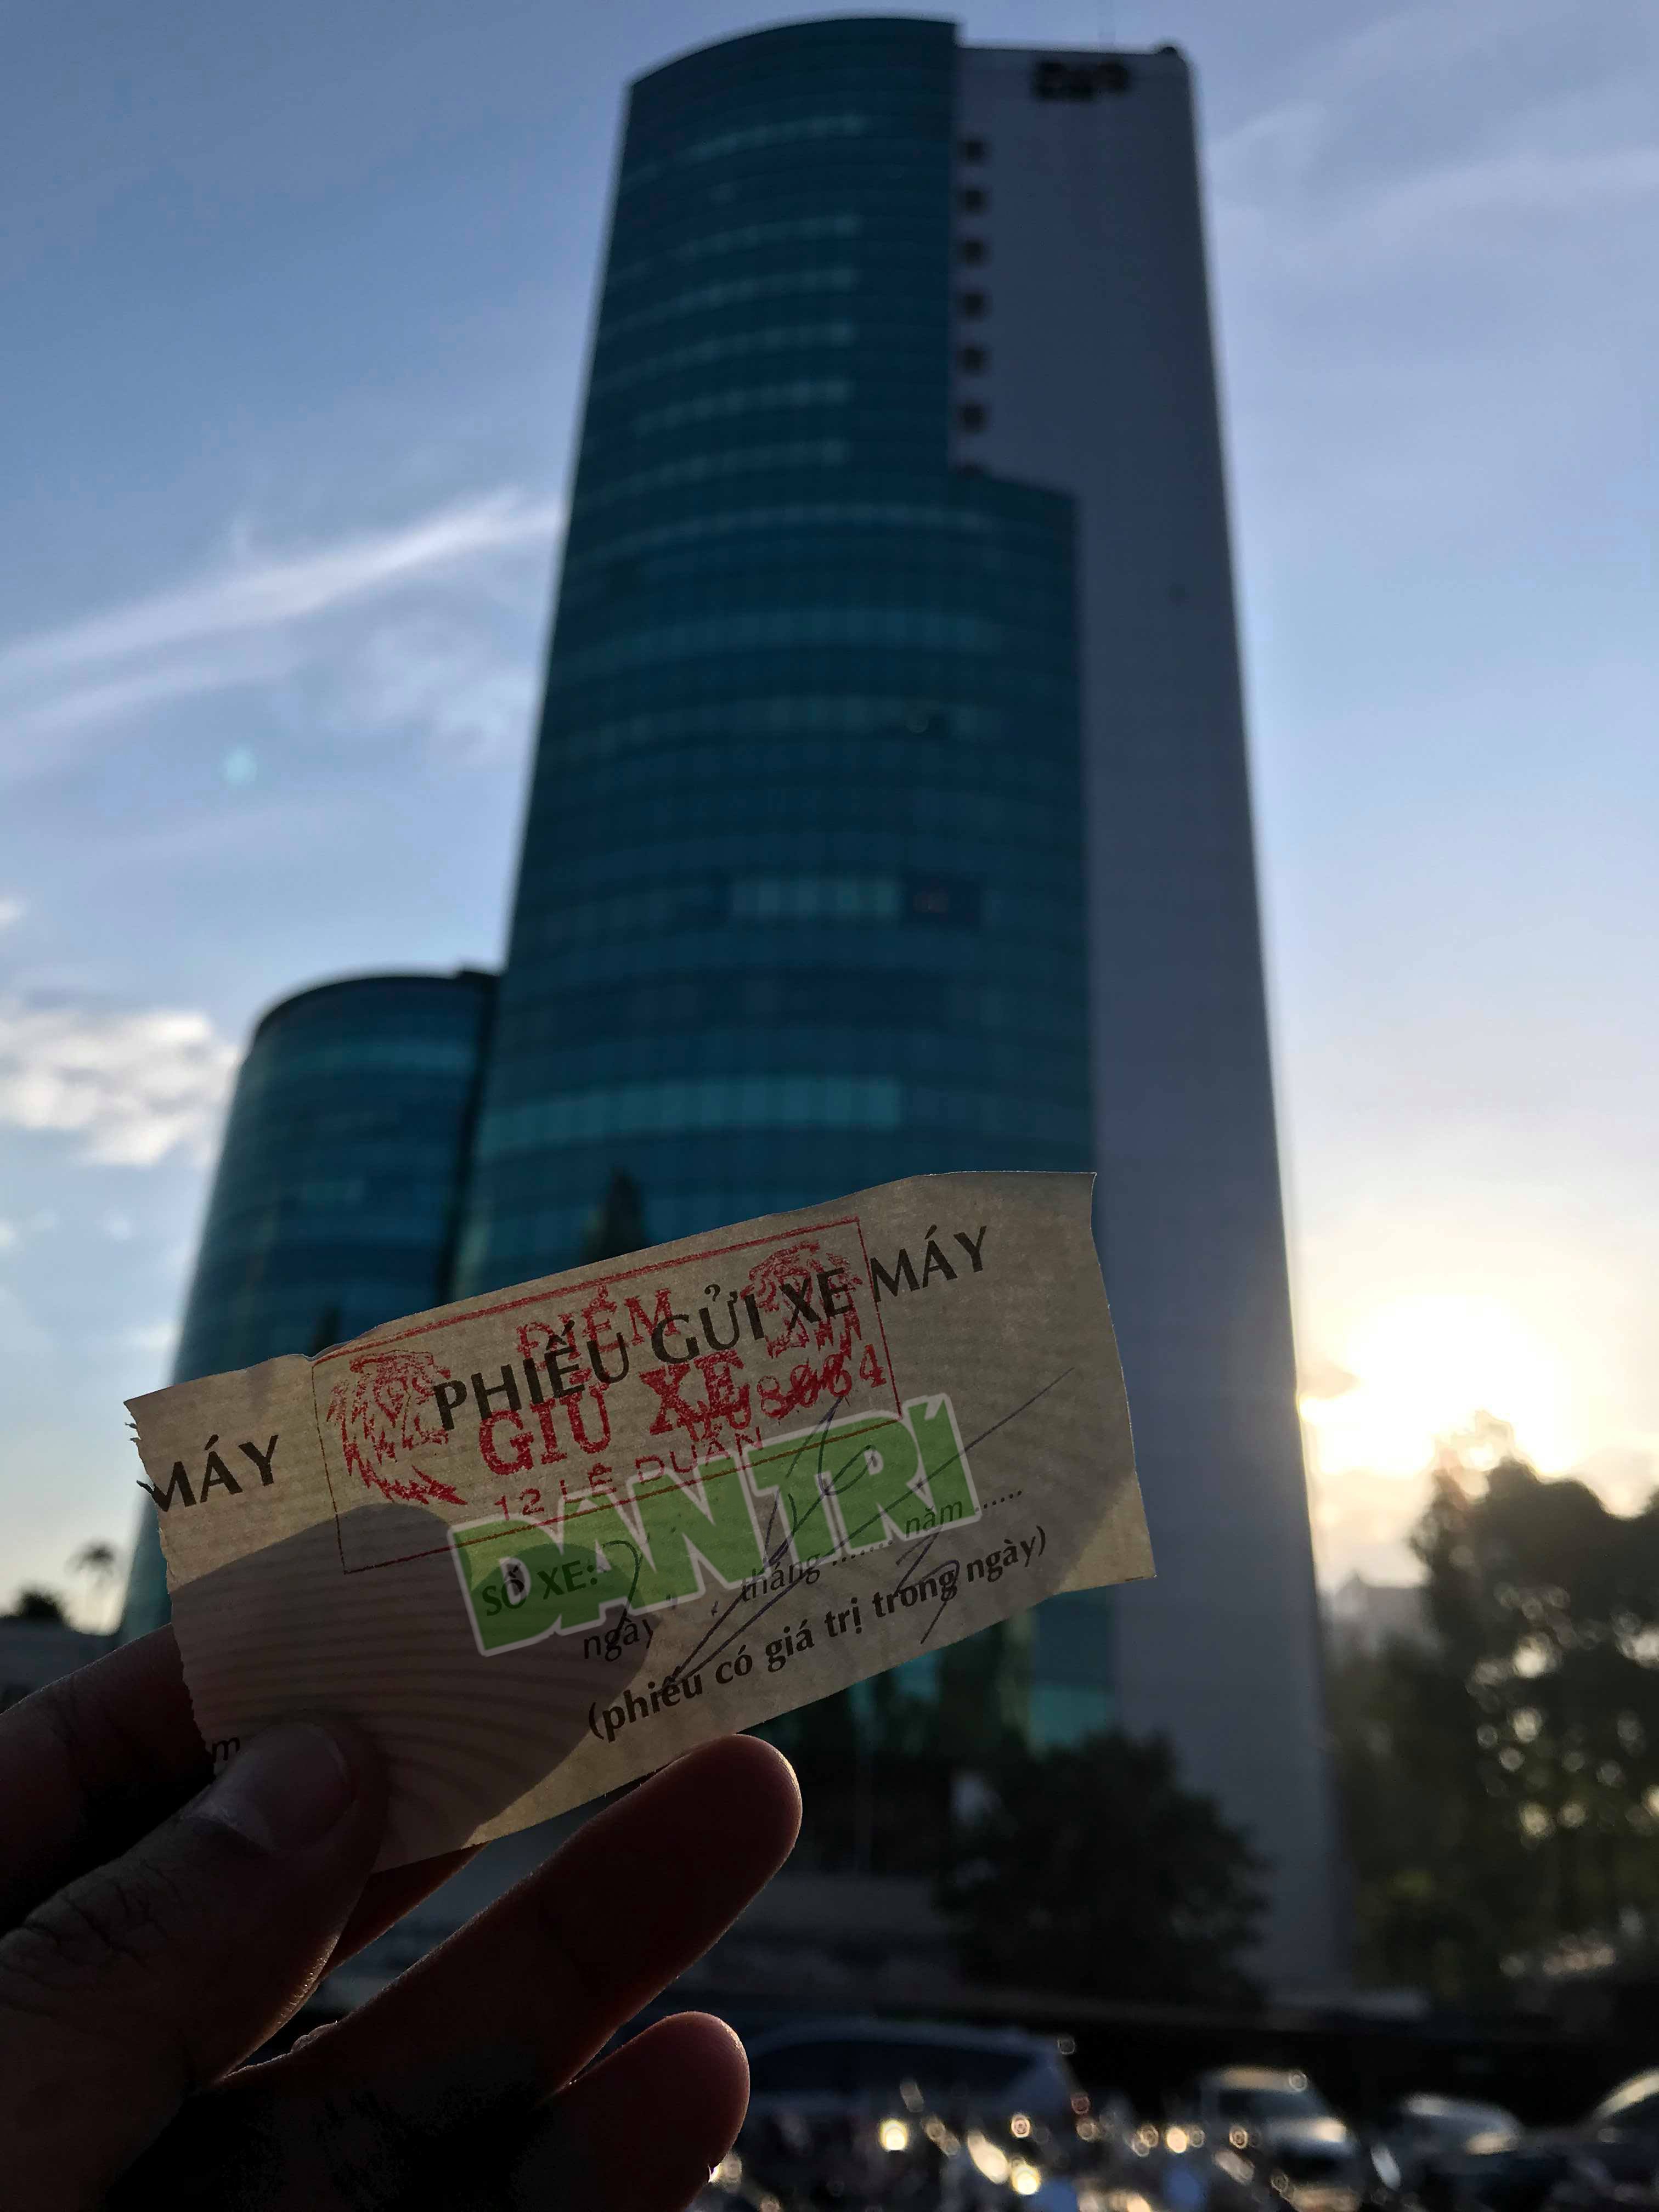 PHIẾU GỬI XE MÁY
ĐIỂM
GIỮ XE
12 LÊ DUẨN
MÁY
DÂN TRÍ
SỐ XE:
ngày tháng ....... năm ......
(phiếu có giá trị trong ngày)
m